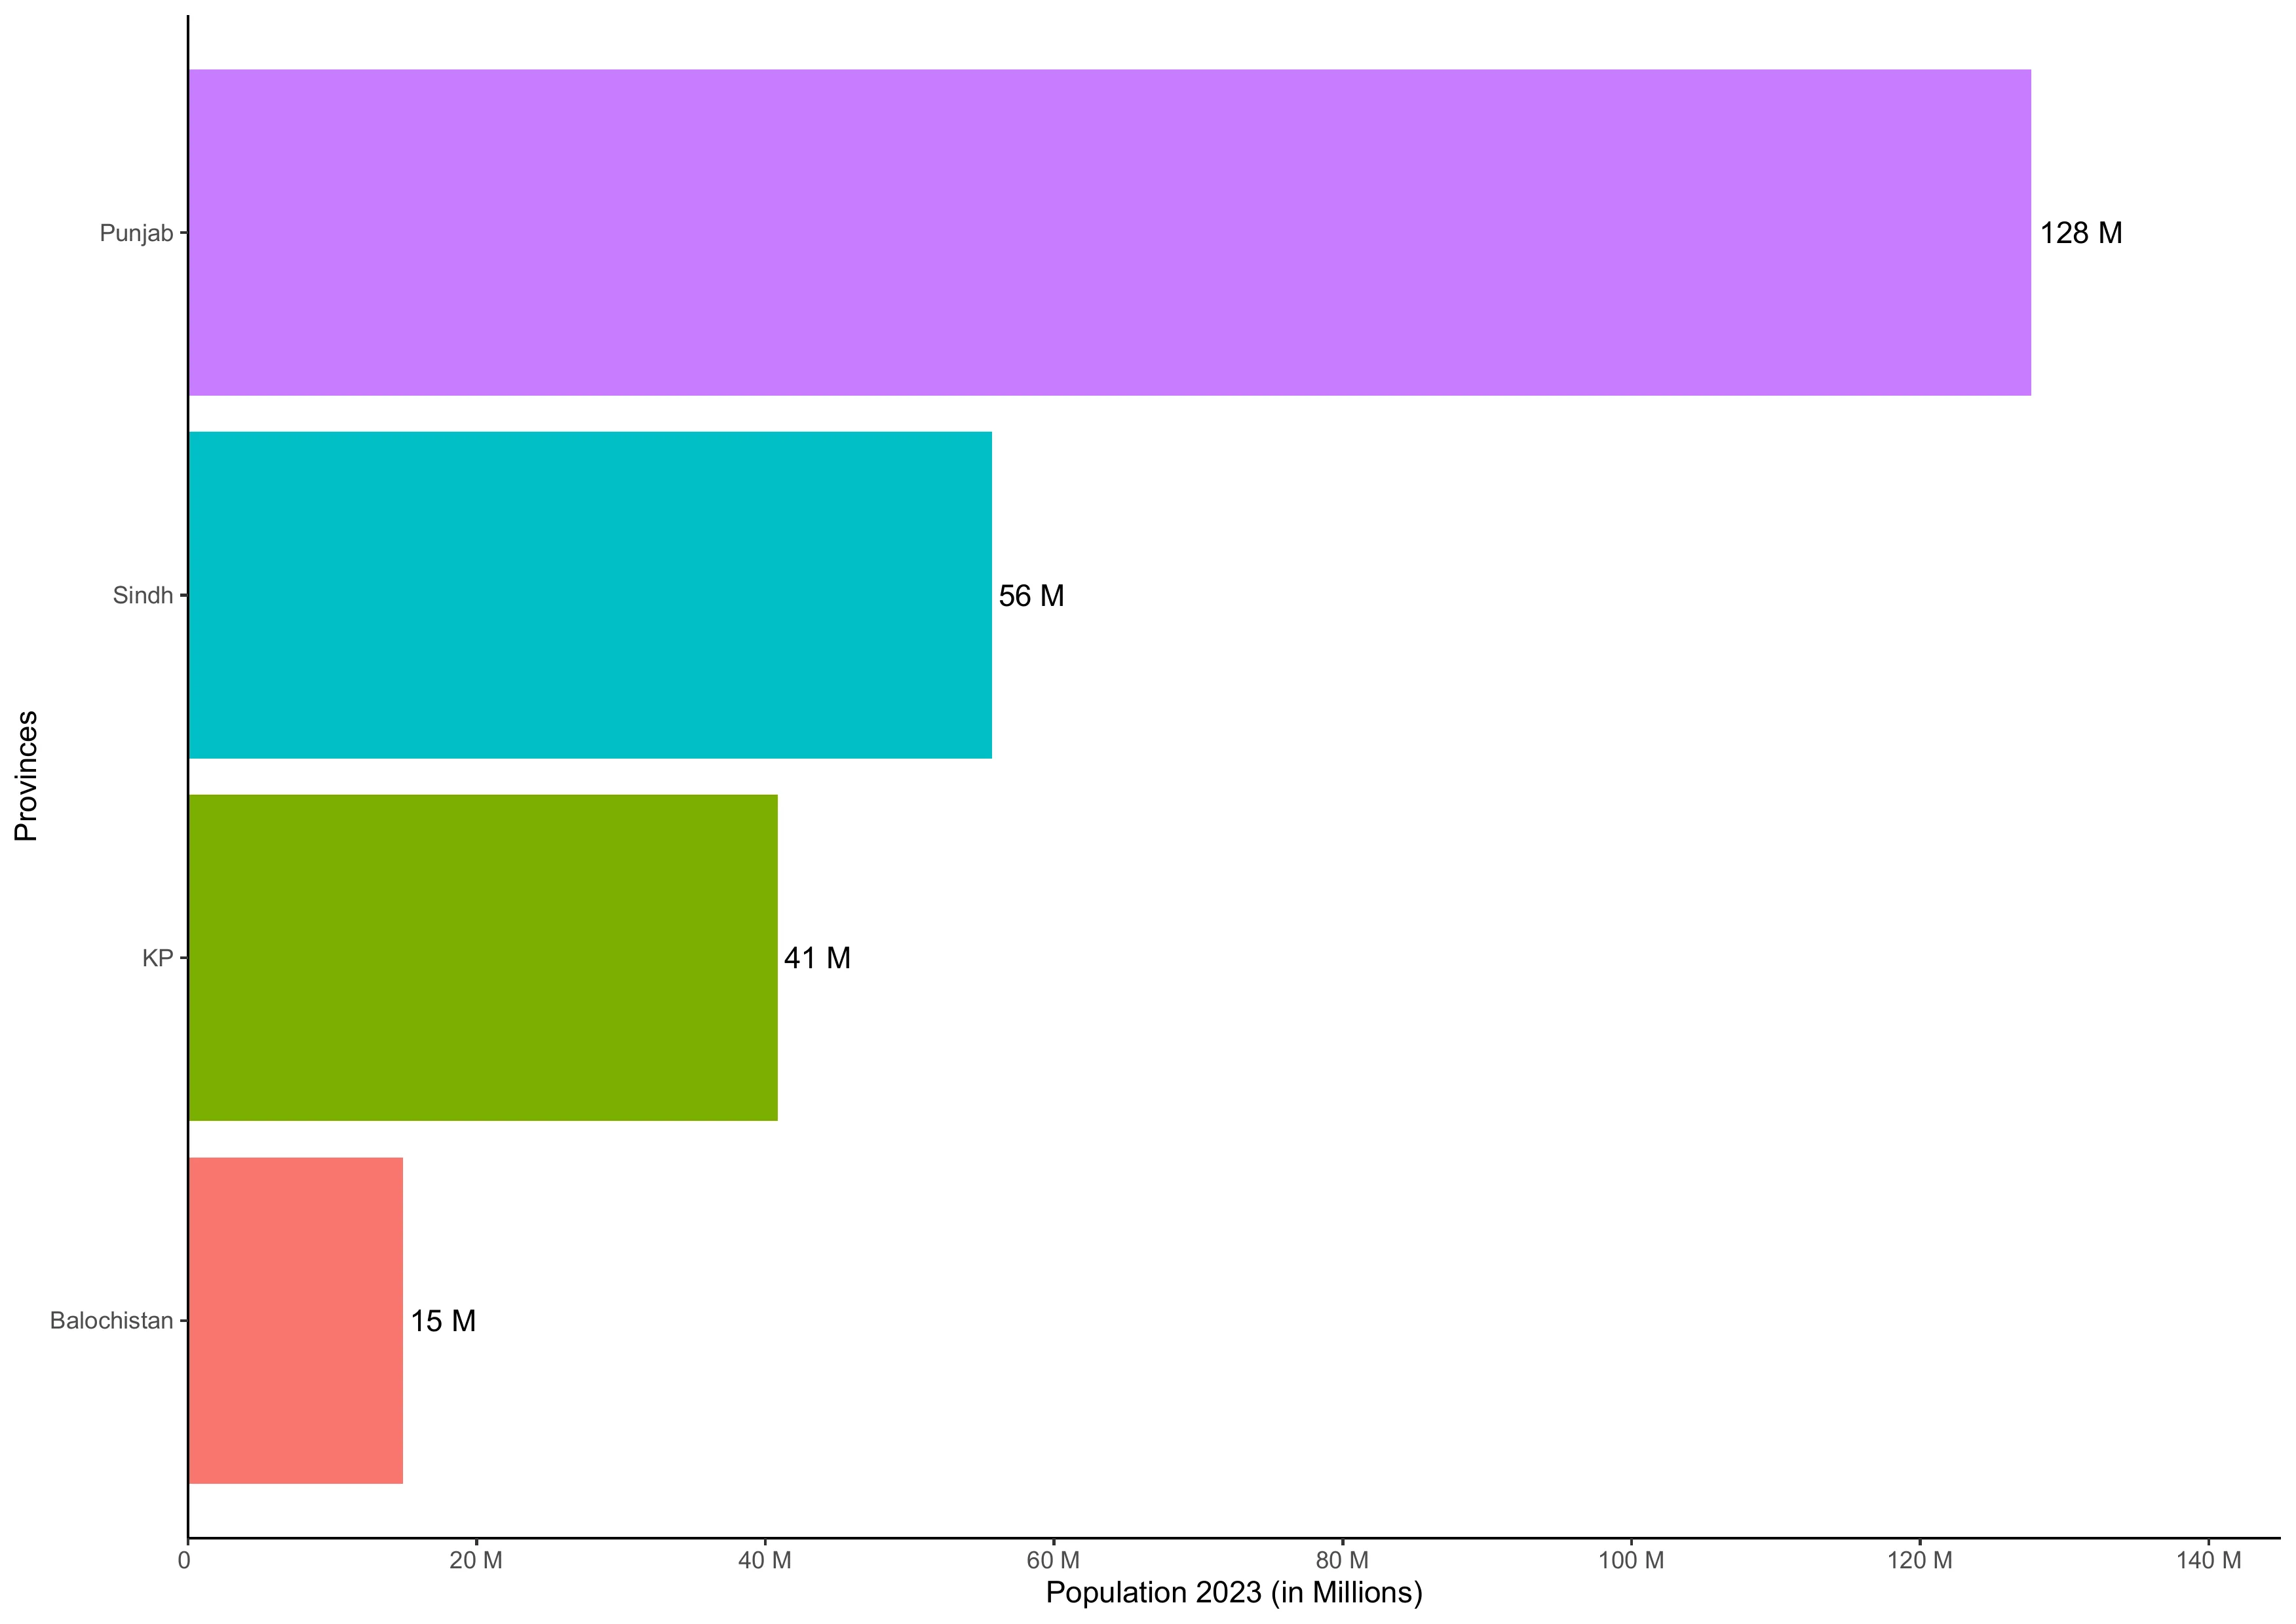 Punjab
128 M
Sindh
56 M
Provinces
KP
41 M
Balochistan
15 M
0 20 M 40 M 60 M 80 M 100 M 120 M 140 M
Population 2023 (in Millions)